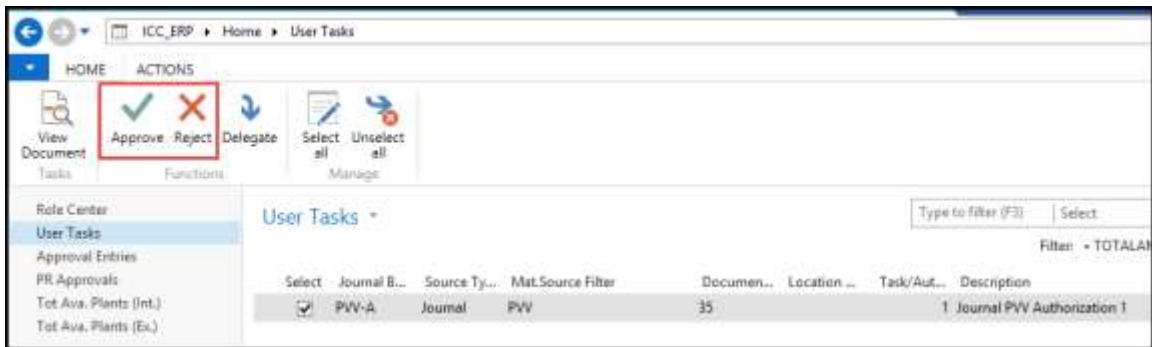 ICC_ERP ▸ Home ▸ User Tasks
HOME ACTIONS
View Document Approve Reject Delegate Select all Unselect all
Tasks Functions Manage
Role Center
User Tasks
Approval Entries
PR Approvals
Tot Ava. Plants (Int.)
Tot Ava. Plants (Ex.)
User Tasks
Type to filter (F3) Select
Filter: • TOTALAN
Select Journal B... Source Ty... Mat.Source Filter Documen... Location ... Task/Aut... Description
PVV-A Journal PVV 35 1 Journal PVV Authorization 1